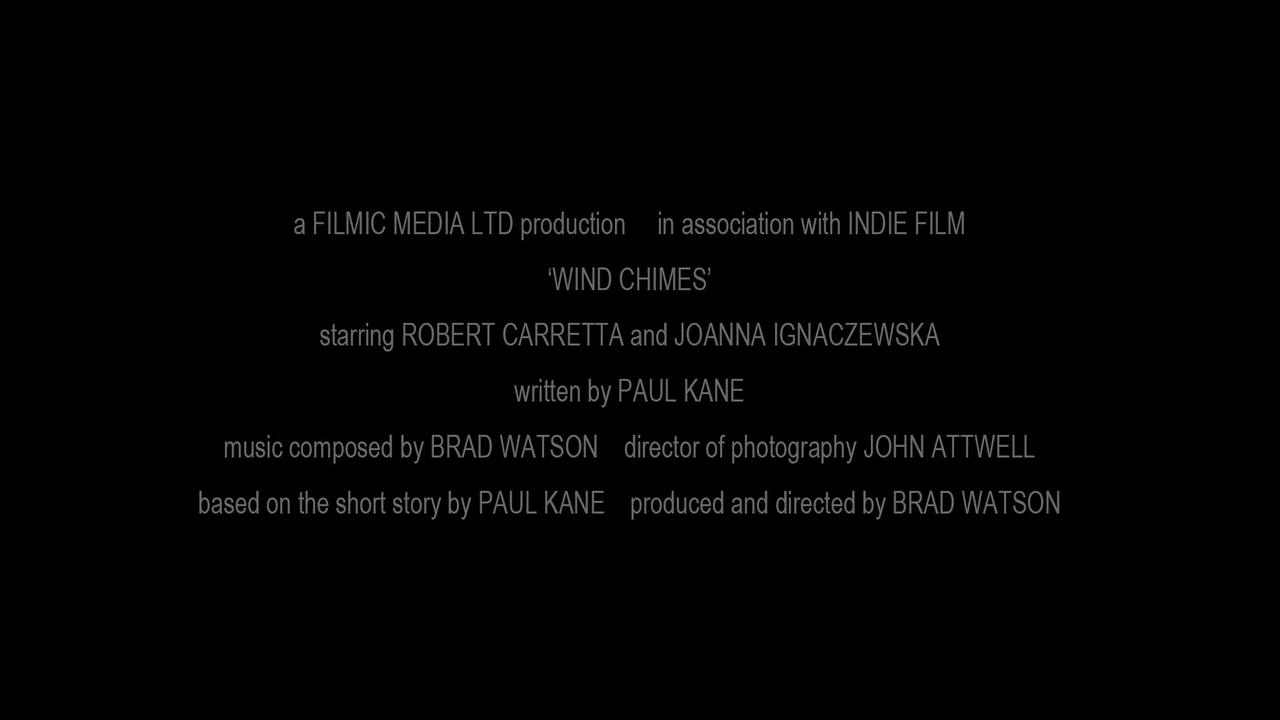 a FILMIC MEDIA LTD production in association with INDIE FILM
‘WIND CHIMES’
starring ROBERT CARRETTA and JOANNA IGNACZEWSKA
written by PAUL KANE
music composed by BRAD WATSON director of photography JOHN ATTWELL
based on the short story by PAUL KANE produced and directed by BRAD WATSON